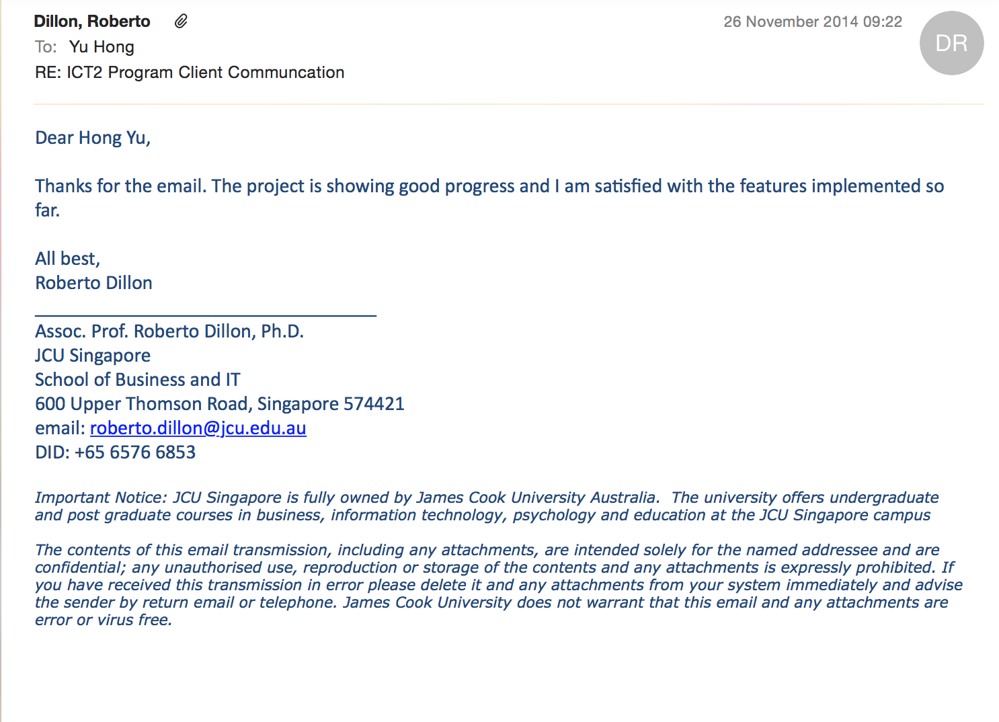 Dillon, Roberto
26 November 2014 09:22
DR
To: Yu Hong
RE: ICT2 Program Client Communcation
Dear Hong Yu,
Thanks for the email. The project is showing good progress and I am satisfied with the features implemented so
far.
All best,
Roberto Dillon
Assoc. Prof. Roberto Dillon, Ph.D.
JCU Singapore
School of Business and IT
600 Upper Thomson Road, Singapore 574421
email: roberto.dillon@jcu.edu.au
DID: +65 6576 6853
Important Notice: JCU Singapore is fully owned by James Cook University Australia.  The university offers undergraduate
and post graduate courses in business, information technology, psychology and education at the JCU Singapore campus
The contents of this email transmission, including any attachments, are intended solely for the named addressee and are
confidential; any unauthorised use, reproduction or storage of the contents and any attachments is expressly prohibited. If
you have received this transmission in error please delete it and any attachments from your system immediately and advise
the sender by return email or telephone. James Cook University does not warrant that this email and any attachments are
error or virus free.